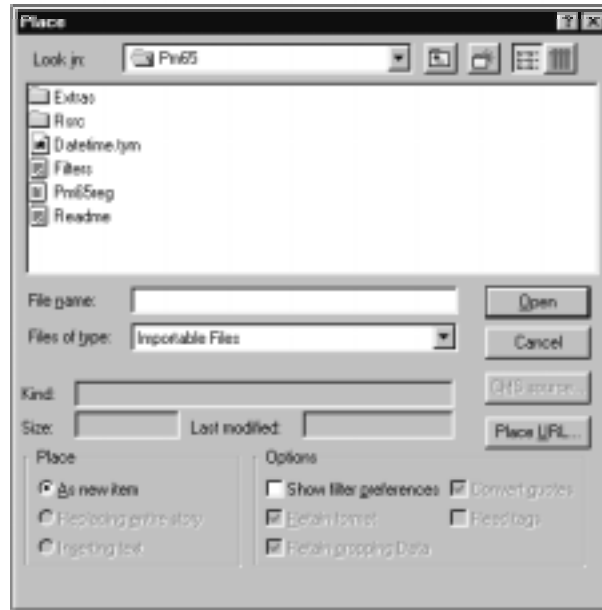 Place
Look in: Pm65
Extras
Rsrc
Datetime.tym
Filters
Pm65reg
Readme
File name: Open
Files of type: Importable Files Cancel
Kind: CMS source...
Size: Last modified: Place URL...
Place Options
As new item Show filter preferences Convert quotes
Replacing entire story Retain format Read tags
Inserting text Retain cropping Data